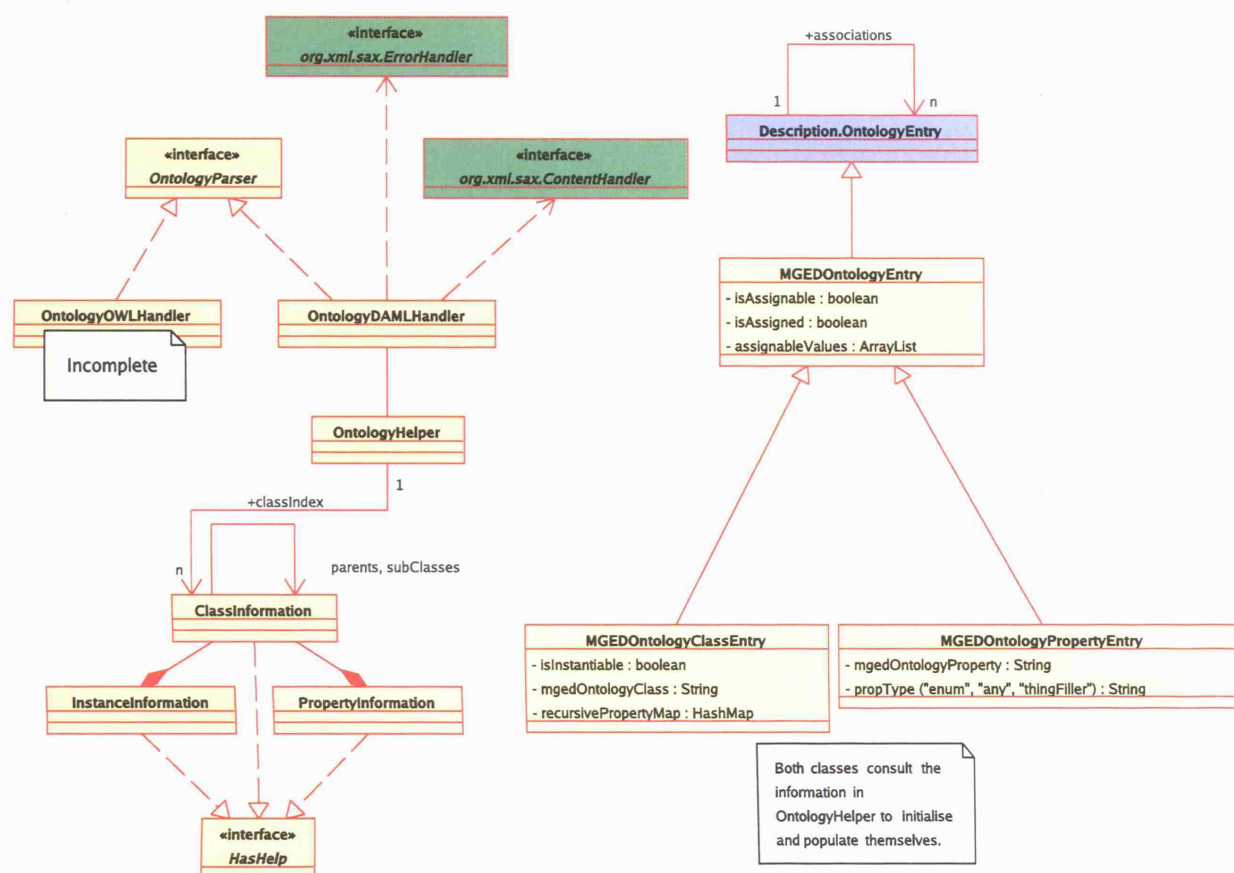 «interface»
org.xml.sax.ErrorHandler
+associations
1
n
Description.OntologyEntry
«interface»
OntologyParser
«interface»
org.xml.sax.ContentHandler
MGEDOntologyEntry
- isAssignable : boolean
- isAssigned : boolean
- assignableValues : ArrayList
OntologyOWLHandler
Incomplete
OntologyDAMLHandler
OntologyHelper
1
+classIndex
n
parents, subClasses
ClassInformation
InstanceInformation
PropertyInformation
«interface»
HasHelp
MGEDOntologyClassEntry
- isInstantiable : boolean
- mgedOntologyClass : String
- recursivePropertyMap : HashMap
MGEDOntologyPropertyEntry
- mgedOntologyProperty : String
- propType ("enum", "any", "thingFiller") : String
Both classes consult the
information in
OntologyHelper to initialise
and populate themselves.